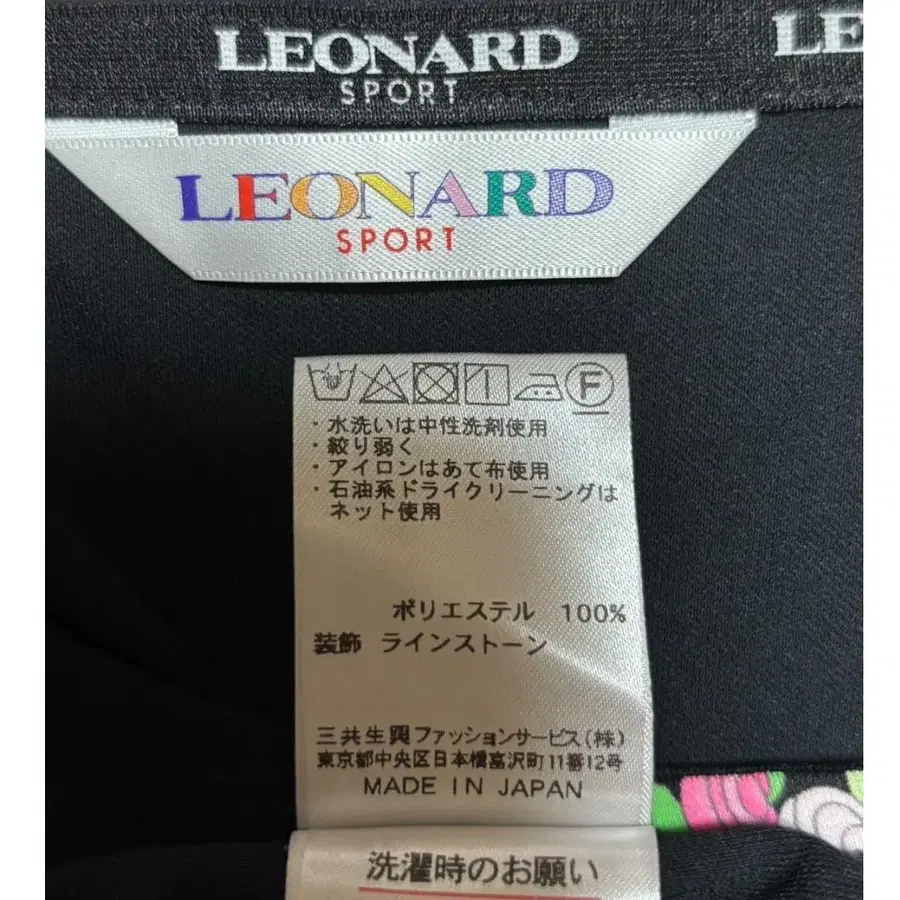 LEONARD LE
SPORT
LEONARD
SPORT
F
・水洗いは中性洗剤使用
・絞り弱く
・アイロンはあて布使用
・石油系ドライクリーニングは
ネット使用
ポリエステル 100%
装飾 ラインストーン
三共生興ファッションサービス(株)
東京都中央区日本橋富沢町11番12号
MADE IN JAPAN
洗濯時のお願い